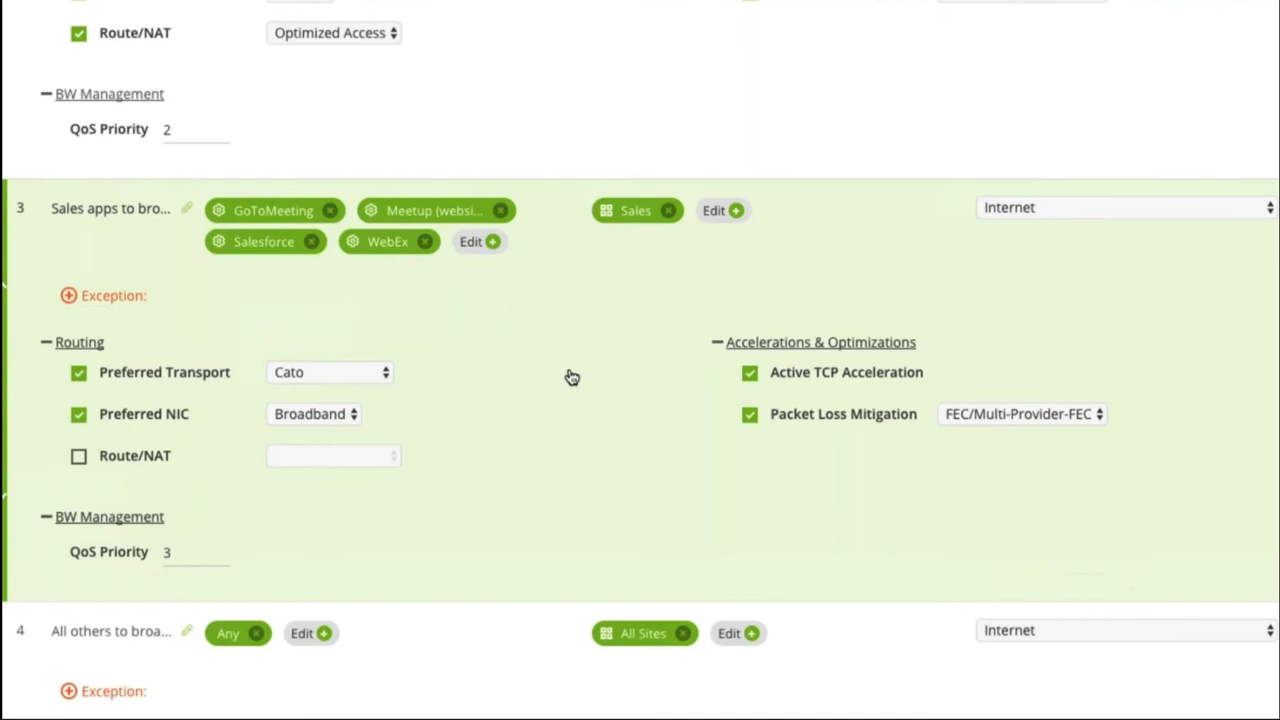 Route/NAT Optimized Access
BW Management
QoS Priority 2
3 Sales apps to bro... GoToMeeting Meetup (websi... Sales Edit Internet
Salesforce WebEx Edit
Exception:
Routing Accelerations & Optimizations
Preferred Transport Cato Active TCP Acceleration
Preferred NIC Broadband Packet Loss Mitigation FEC/Multi-Provider-FEC
Route/NAT
BW Management
QoS Priority 3
4 All others to broa... Any Edit All Sites Edit Internet
Exception: